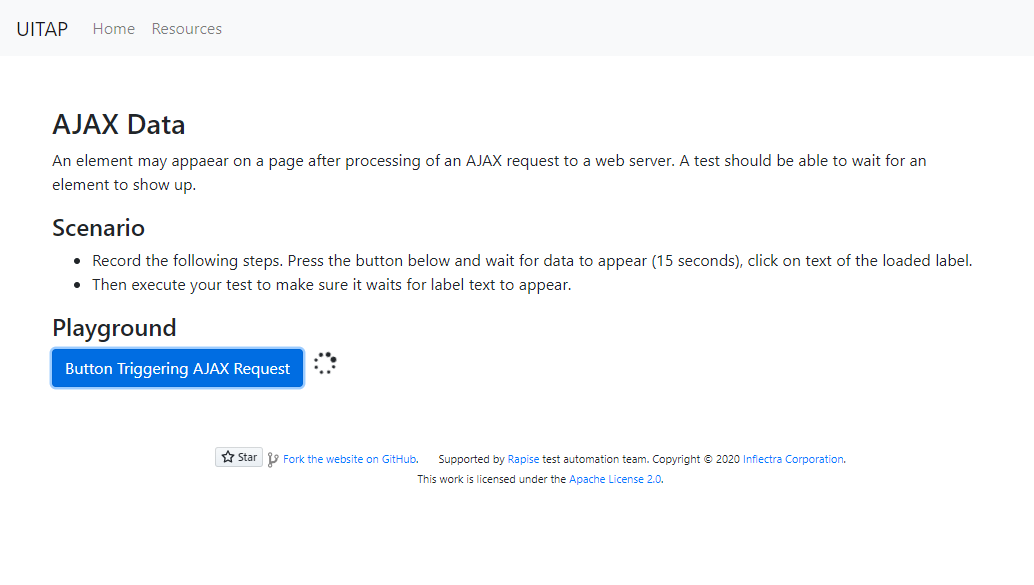 UITAP Home Resources
AJAX Data
An element may appaear on a page after processing of an AJAX request to a web server. A test should be able to wait for an
element to show up.
Scenario
Record the following steps. Press the button below and wait for data to appear (15 seconds), click on text of the loaded label.
Then execute your test to make sure it waits for label text to appear.
Playground
Button Triggering AJAX Request
Star Fork the website on GitHub. Supported by Rapise test automation team. Copyright © 2020 Inflectra Corporation.
This work is licensed under the Apache License 2.0.